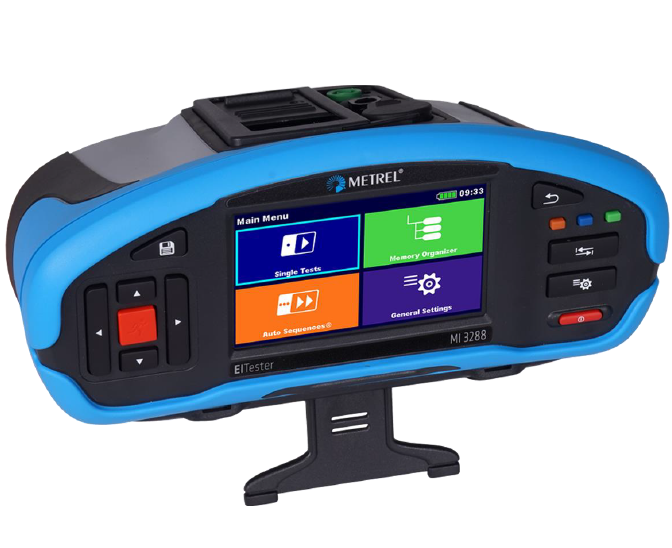 METREL®
09:33
Main Menu
Single Tests
Memory Organizer
Auto Sequences®
General Settings
EITester
MI 3288